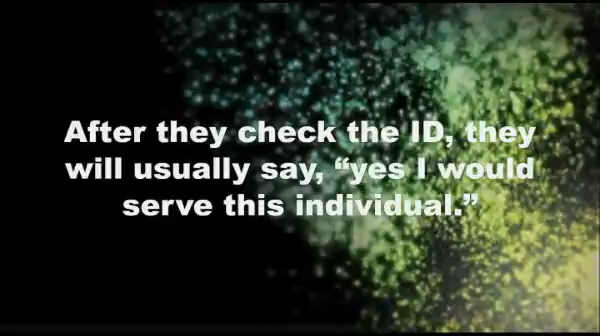 After they check the ID, they
will usually say, “yes I would
serve this individual.”